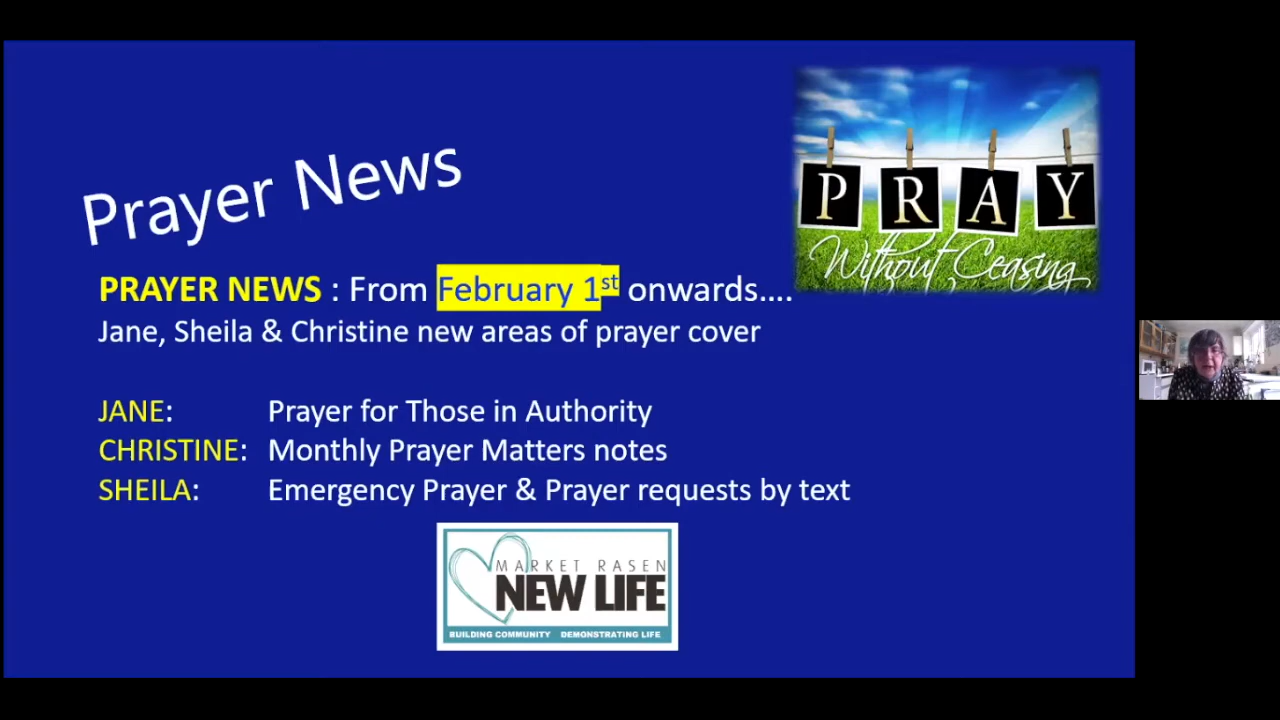 Prayer News
PRAY
Without Ceasing
PRAYER NEWS : From February 1st onwards....
Jane, Sheila & Christine new areas of prayer cover
JANE: Prayer for Those in Authority
CHRISTINE: Monthly Prayer Matters notes
SHEILA: Emergency Prayer & Prayer requests by text
MARKET RASEN
NEW LIFE
BUILDING COMMUNITY DEMONSTRATING LIFE